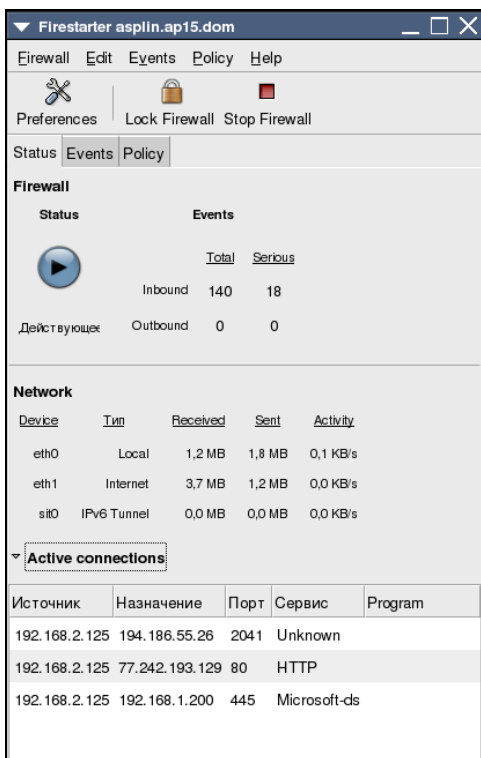 Firestarter asplin.ap15.dom
Firewall Edit Events Policy Help
Preferences Lock Firewall Stop Firewall
Status Events Policy
Firewall
Status Events
Total Serious
Inbound 140 18
Действующее Outbound 0 0
Network
Device Тип Received Sent Activity
eth0 Local 1,2 MB 1,8 MB 0,1 KB/s
eth1 Internet 3,7 MB 1,2 MB 0,0 KB/s
sit0 IPv6 Tunnel 0,0 MB 0,0 MB 0,0 KB/s
Active connections
Источник Назначение Порт Сервис Program
192.168.2.125 194.186.55.26 2041 Unknown
192.168.2.125 77.242.193.129 80 HTTP
192.168.2.125 192.168.1.200 445 Microsoft-ds